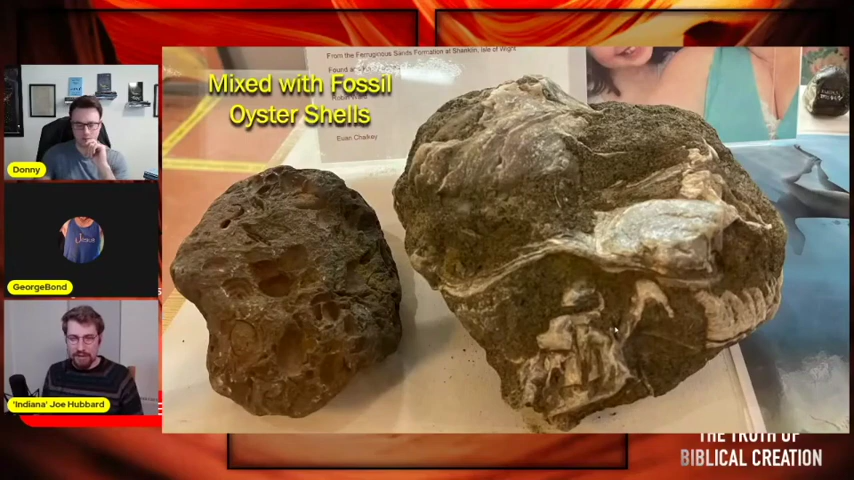 From the Ferruginous Sands Formation at Shanklin, Isle of Wight
Mixed with Fossil
Oyster Shells
Evan Chalkey
Donny
GeorgeBond
'Indiana' Joe Hubbard
THE TRUTH OF
BIBLICAL CREATION